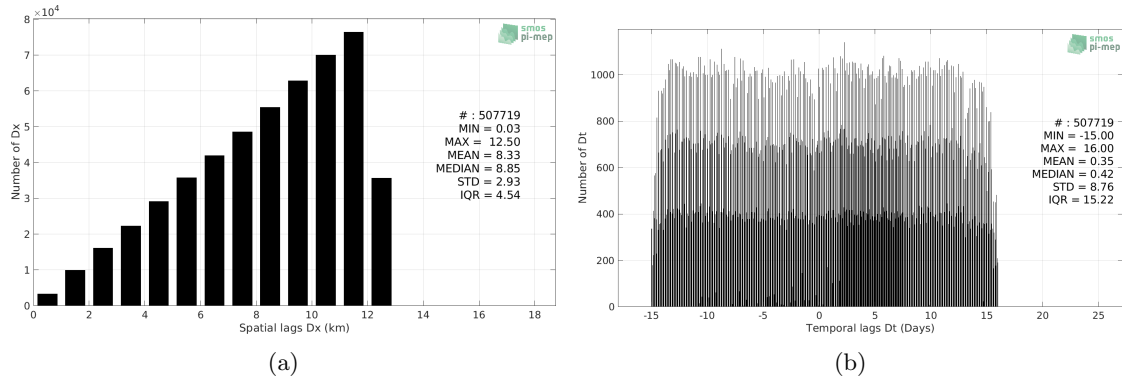 ×10⁴
8
7
6
5
4
3
2
1
0
Number of Dx
0 2 4 6 8 10 12 14 16 18
Spatial lags Dx (km)
smos
pi-mep
# : 507719
MIN = 0.03
MAX = 12.50
MEAN = 8.33
MEDIAN = 8.85
STD = 2.93
IQR = 4.54
(a)
1000
800
600
400
200
0
Number of Dt
-15 -10 -5 0 5 10 15 20 25
Temporal lags Dt (Days)
smos
pi-mep
# : 507719
MIN = -15.00
MAX = 16.00
MEAN = 0.35
MEDIAN = 0.42
STD = 8.76
IQR = 15.22
(b)